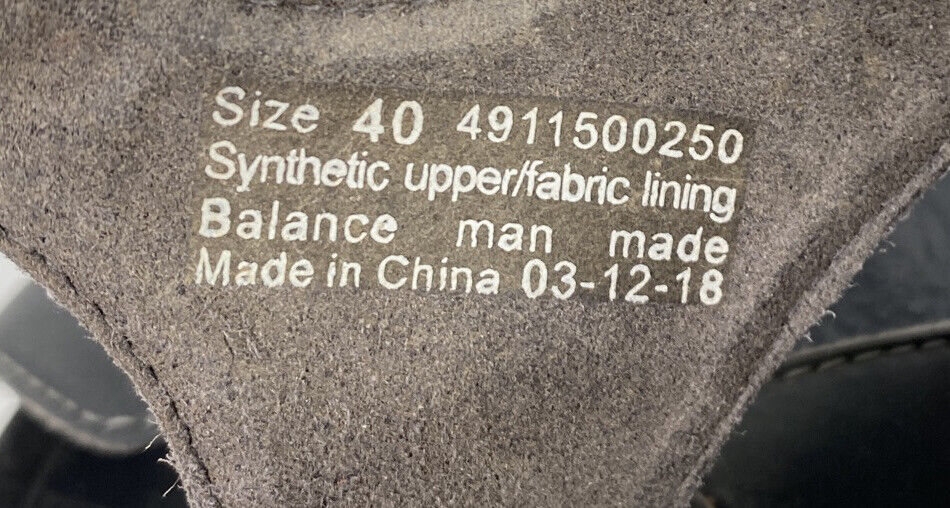 Size 40 4911500250
Synthetic upper/fabric lining
Balance man made
Made in China 03-12-18